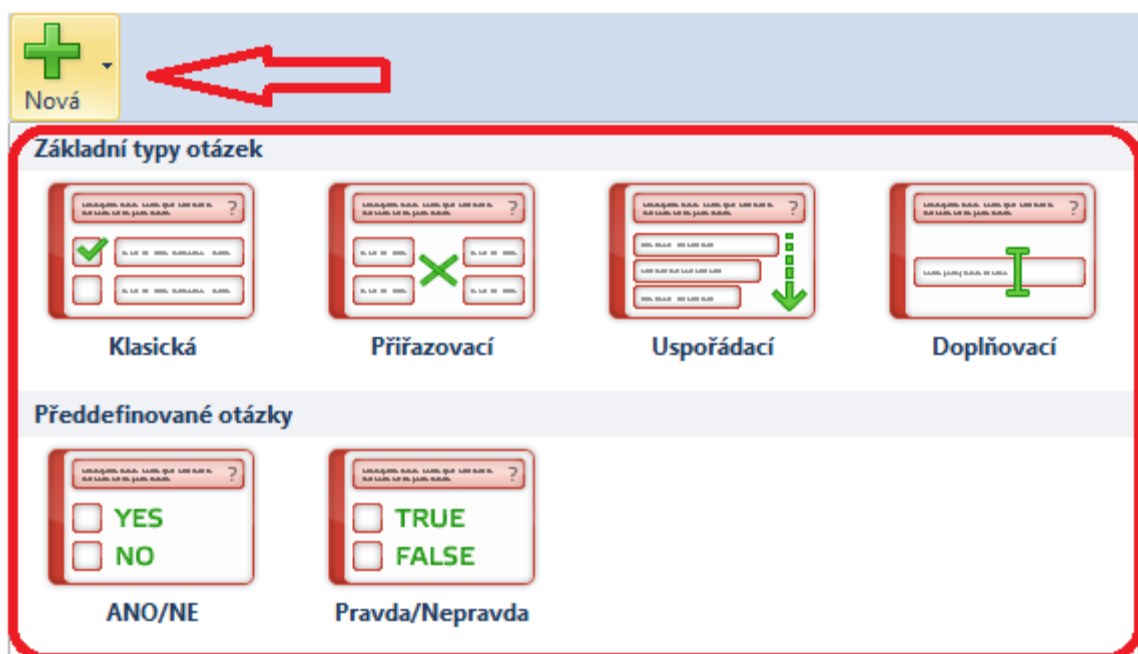 Nová
Základní typy otázek
?
?
?
?
Klasická
Přiřazovací
Uspořádací
Doplňovací
Předdefinované otázky
?
?
YES
NO
TRUE
FALSE
ANO/NE
Pravda/Nepravda